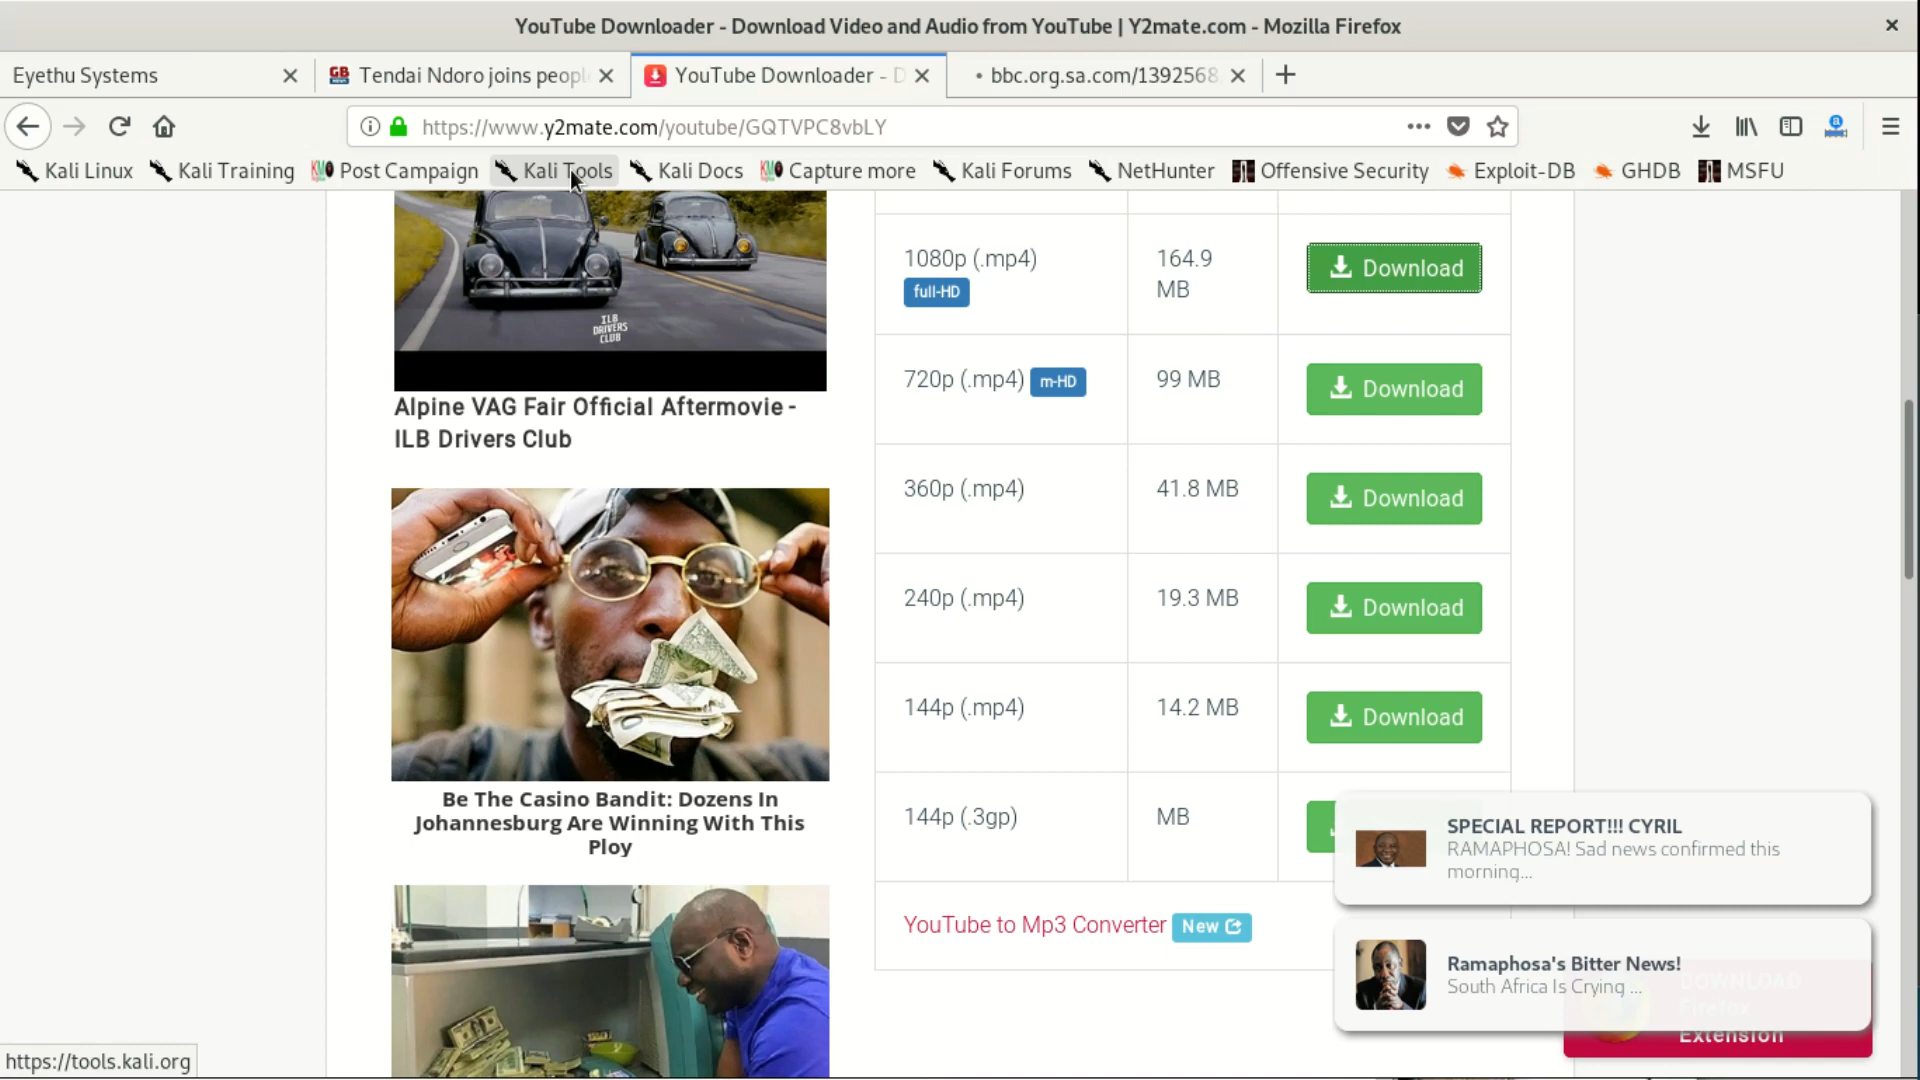 YouTube Downloader - Download Video and Audio from YouTube | Y2mate.com - Mozilla Firefox
Eyethu Systems
GB
Tendai Ndoro joins peopl
YouTube Downloader - D
• bbc.org.sa.com/1392568
https://www.y2mate.com/youtube/GQTVPC8vbLY
Kali Linux
Kali Training
Post Campaign
Kali Tools
Kali Docs
Capture more
Kali Forums
NetHunter
Offensive Security
Exploit-DB
GHDB
MSFU
ILB
DRIVERS
CLUB
Alpine VAG Fair Official Aftermovie -
ILB Drivers Club
Be The Casino Bandit: Dozens In
Johannesburg Are Winning With This
Ploy
1080p (.mp4)
full-HD
164.9
MB
Download
720p (.mp4) m-HD
99 MB
Download
360p (.mp4)
41.8 MB
Download
240p (.mp4)
19.3 MB
Download
144p (.mp4)
14.2 MB
Download
144p (.3gp)
MB
YouTube to Mp3 Converter New
SPECIAL REPORT!!! CYRIL
RAMAPHOSA! Sad news confirmed this
morning...
Ramaphosa's Bitter News!
South Africa Is Crying ...
DOWNLOAD
Firefox
Extension
https://tools.kali.org